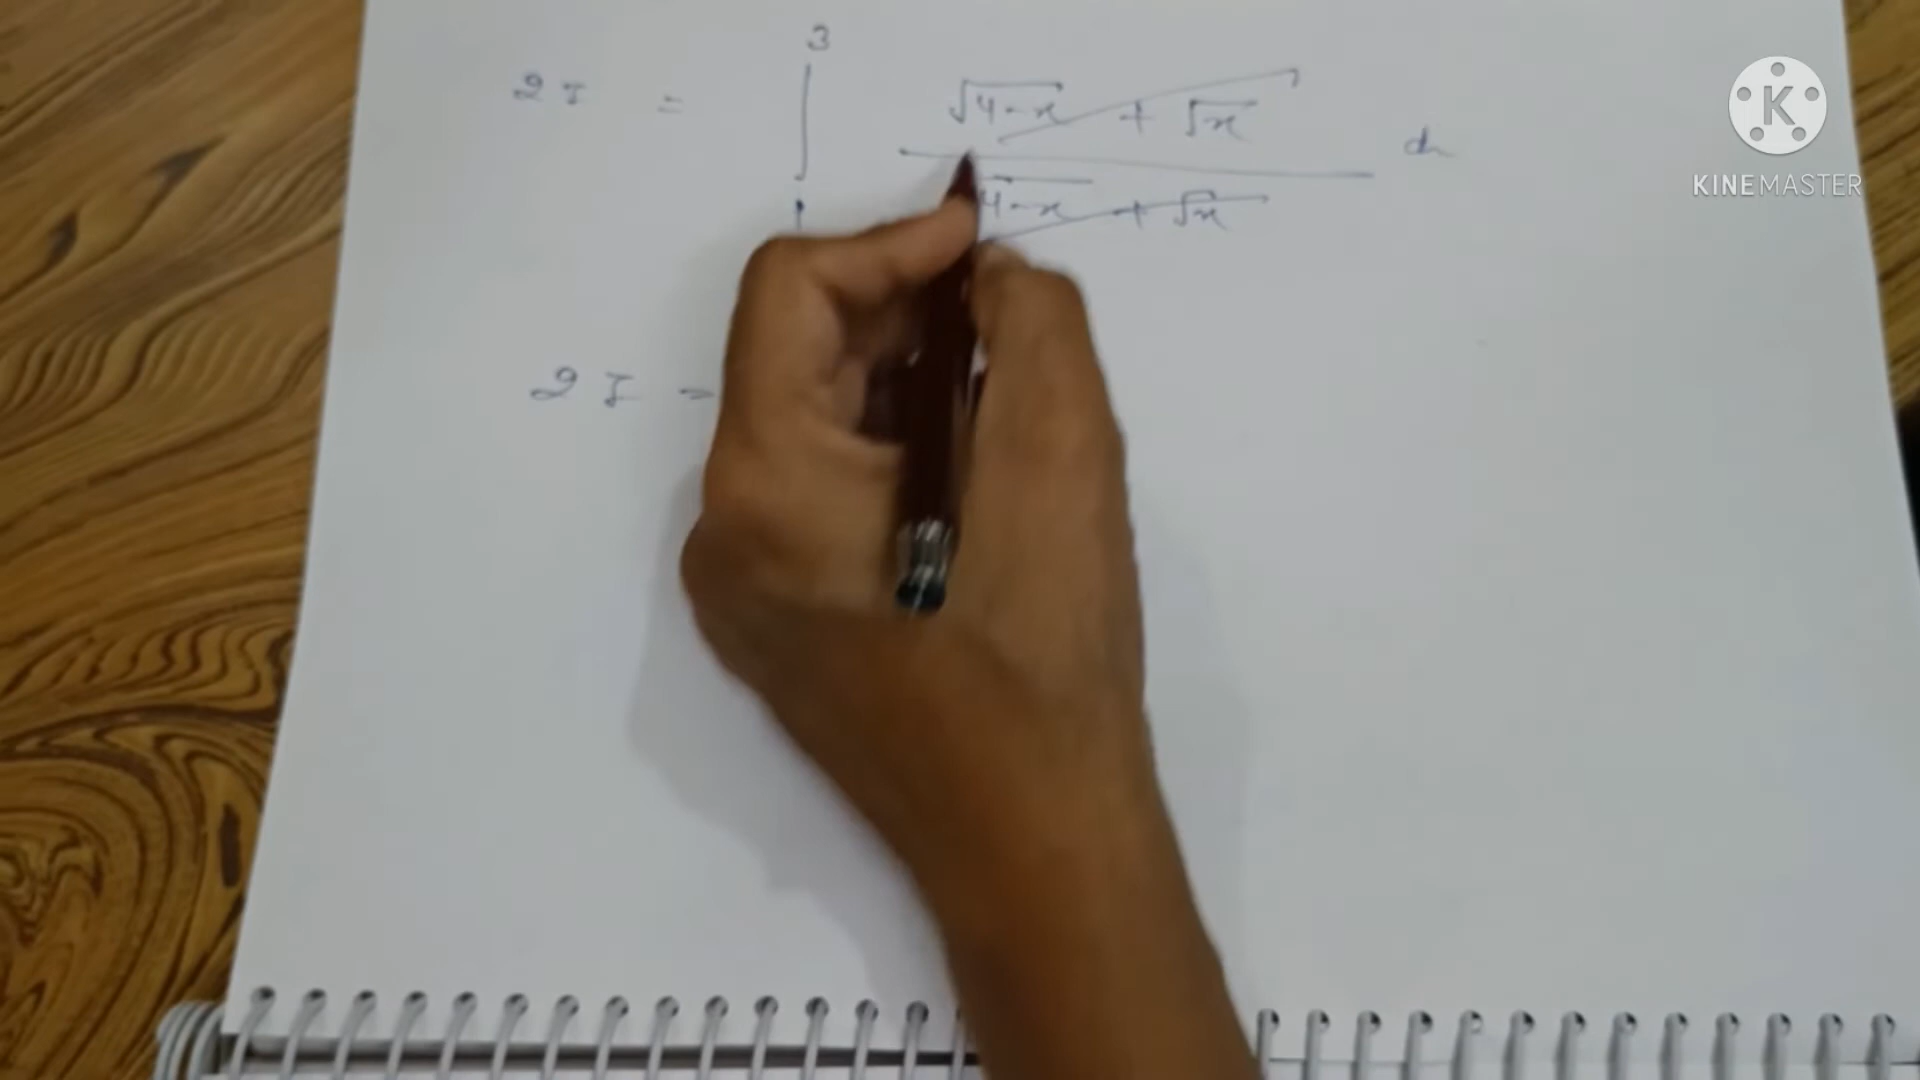 3
2I = ∫ √4-x + √x dx
1 √4-x + √x
2I =
K
KINEMASTER